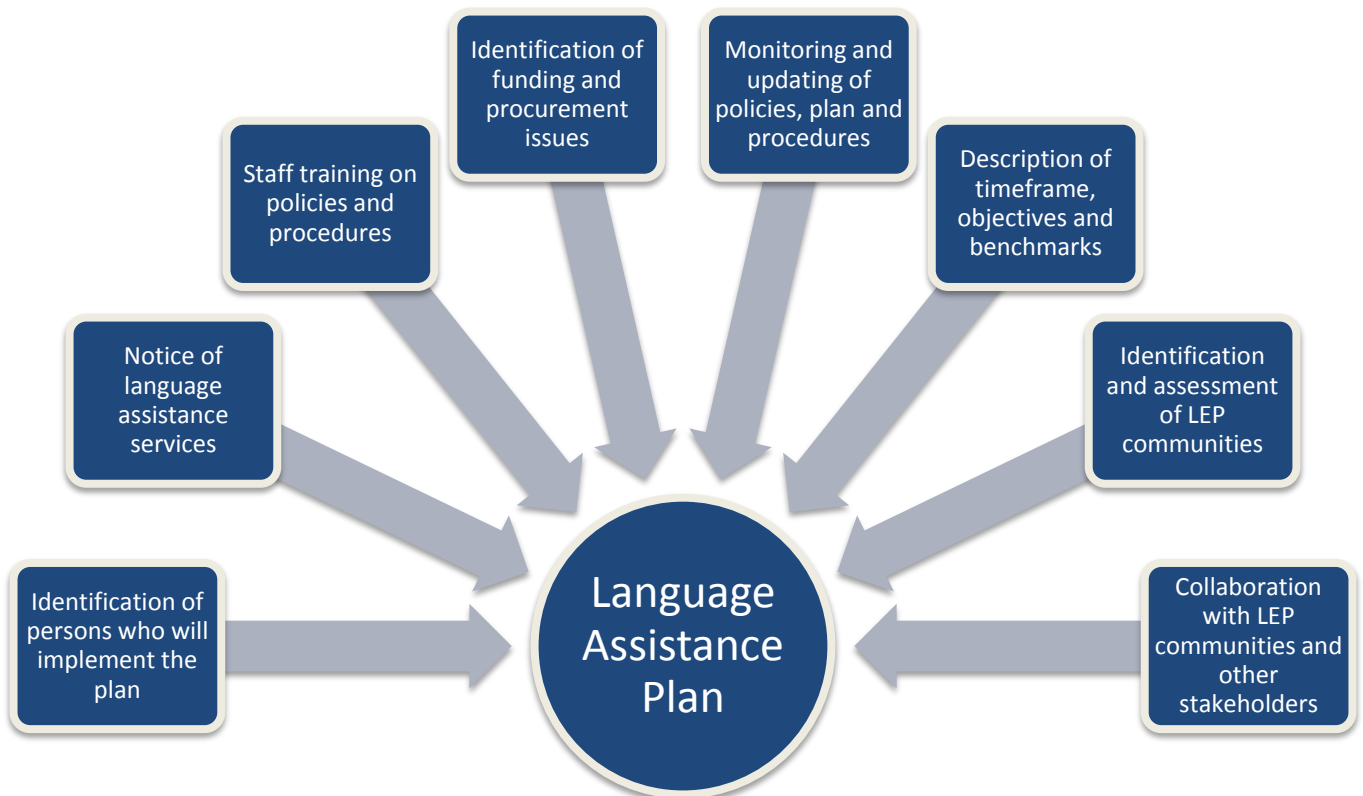 Identification of
funding and
procurement
issues
Monitoring and
updating of
policies, plan and
procedures
Staff training on
policies and
procedures
Description of
timeframe,
objectives and
benchmarks
Notice of
language
assistance
services
Identification
and assessment
of LEP
communities
Identification of
persons who will
implement the
plan
Language
Assistance
Plan
Collaboration
with LEP
communities and
other
stakeholders